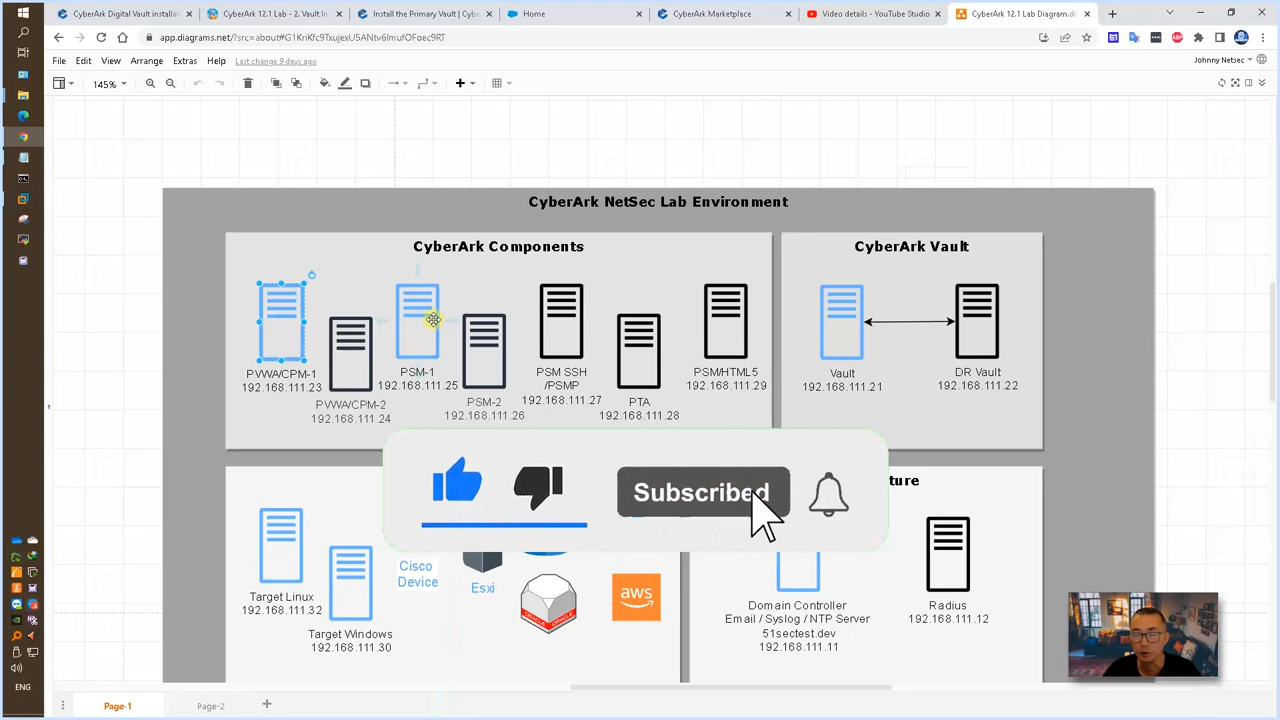 CyberArk Digital Vault installat
CyberArk 12.1 Lab - 2. Vault In
Install the Primary Vault | Cybe
Home
CyberArk Marketplace
Video details - YouTube Studio
CyberArk 12.1 Lab Diagram.dr
File
Edit
View
Arrange
Extras
Help
Last change 9 days ago
Johnny Netsec
145%
CyberArk NetSec Lab Environment
CyberArk Components
CyberArk Vault
PVWA/CPM-1
192.168.111.23
PVWA/CPM-2
192.168.111.24
PSM-1
192.168.111.25
PSM-2
192.168.111.26
PSM SSH
/PSMP
192.168.111.27
PTA
192.168.111.28
PSM/HTML5
192.168.111.29
Vault
192.168.111.21
DR Vault
192.168.111.22
Subscribed
ture
Target Linux
192.168.111.32
Target Windows
192.168.111.30
Cisco
Device
Esxi
ORACLE
aws
Domain Controller
Email / Syslog / NTP Server
51sectest.dev
192.168.111.11
Radius
192.168.111.12
ENG
Page-1
Page-2